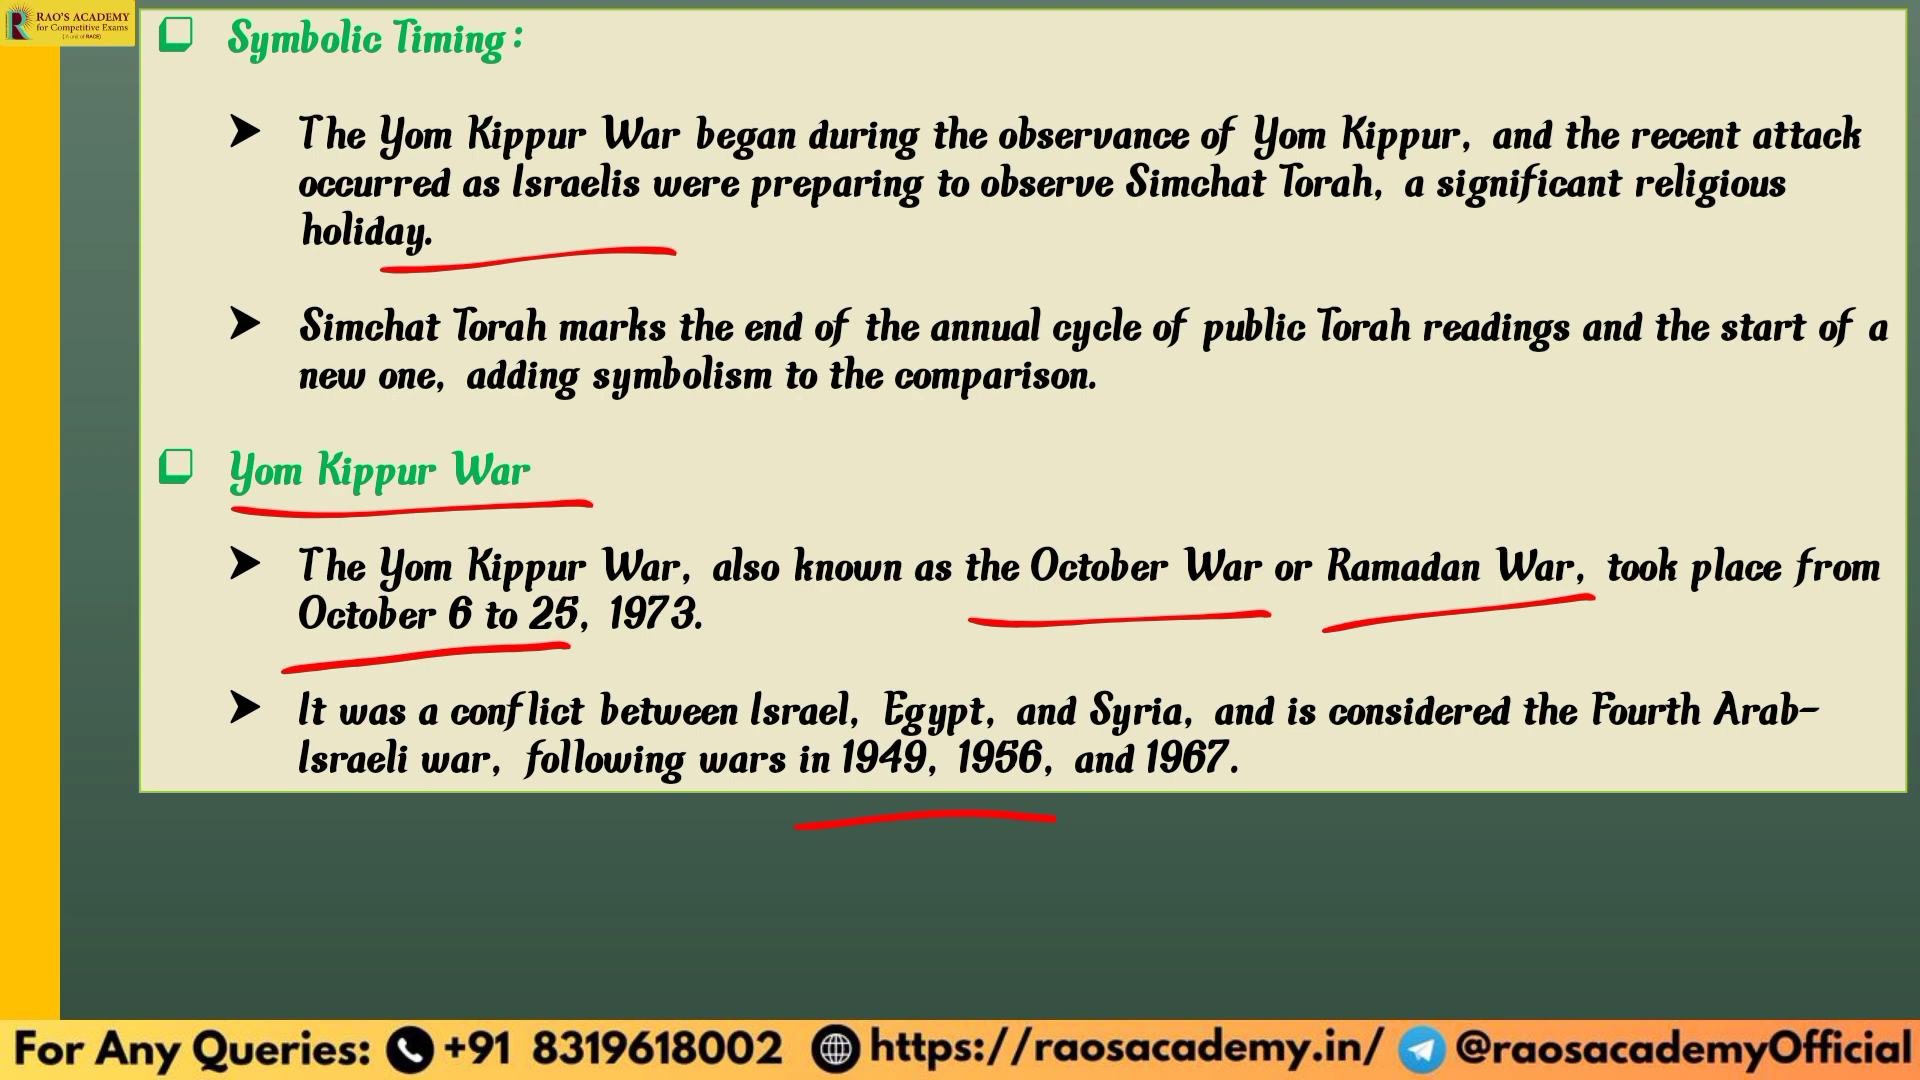 RAO'S ACADEMY
for Competitive Exams
(A unit of RACE)
Symbolic Timing:
The Yom Kippur War began during the observance of Yom Kippur, and the recent attack
occurred as Israelis were preparing to observe Simchat Torah, a significant religious
holiday.
Simchat Torah marks the end of the annual cycle of public Torah readings and the start of a
new one, adding symbolism to the comparison.
Yom Kippur War
The Yom Kippur War, also known as the October War or Ramadan War, took place from
October 6 to 25, 1973.
It was a conflict between Israel, Egypt, and Syria, and is considered the Fourth Arab-
Israeli war, following wars in 1949, 1956, and 1967.
For Any Queries: +91 8319618002 https://raosacademy.in/ @raosacademyOfficial